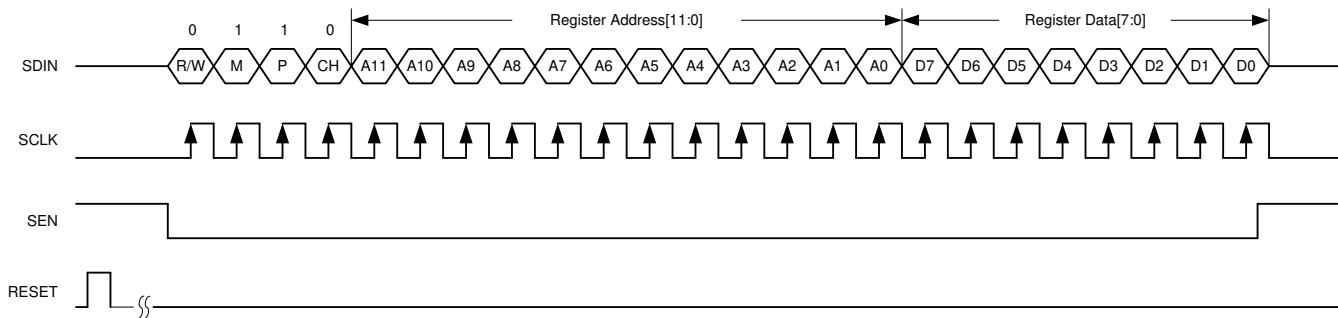 0 1 1 0 Register Address[11:0] Register Data[7:0]
SDIN R/W M P CH A11 A10 A9 A8 A7 A6 A5 A4 A3 A2 A1 A0 D7 D6 D5 D4 D3 D2 D1 D0
SCLK
SEN
RESET